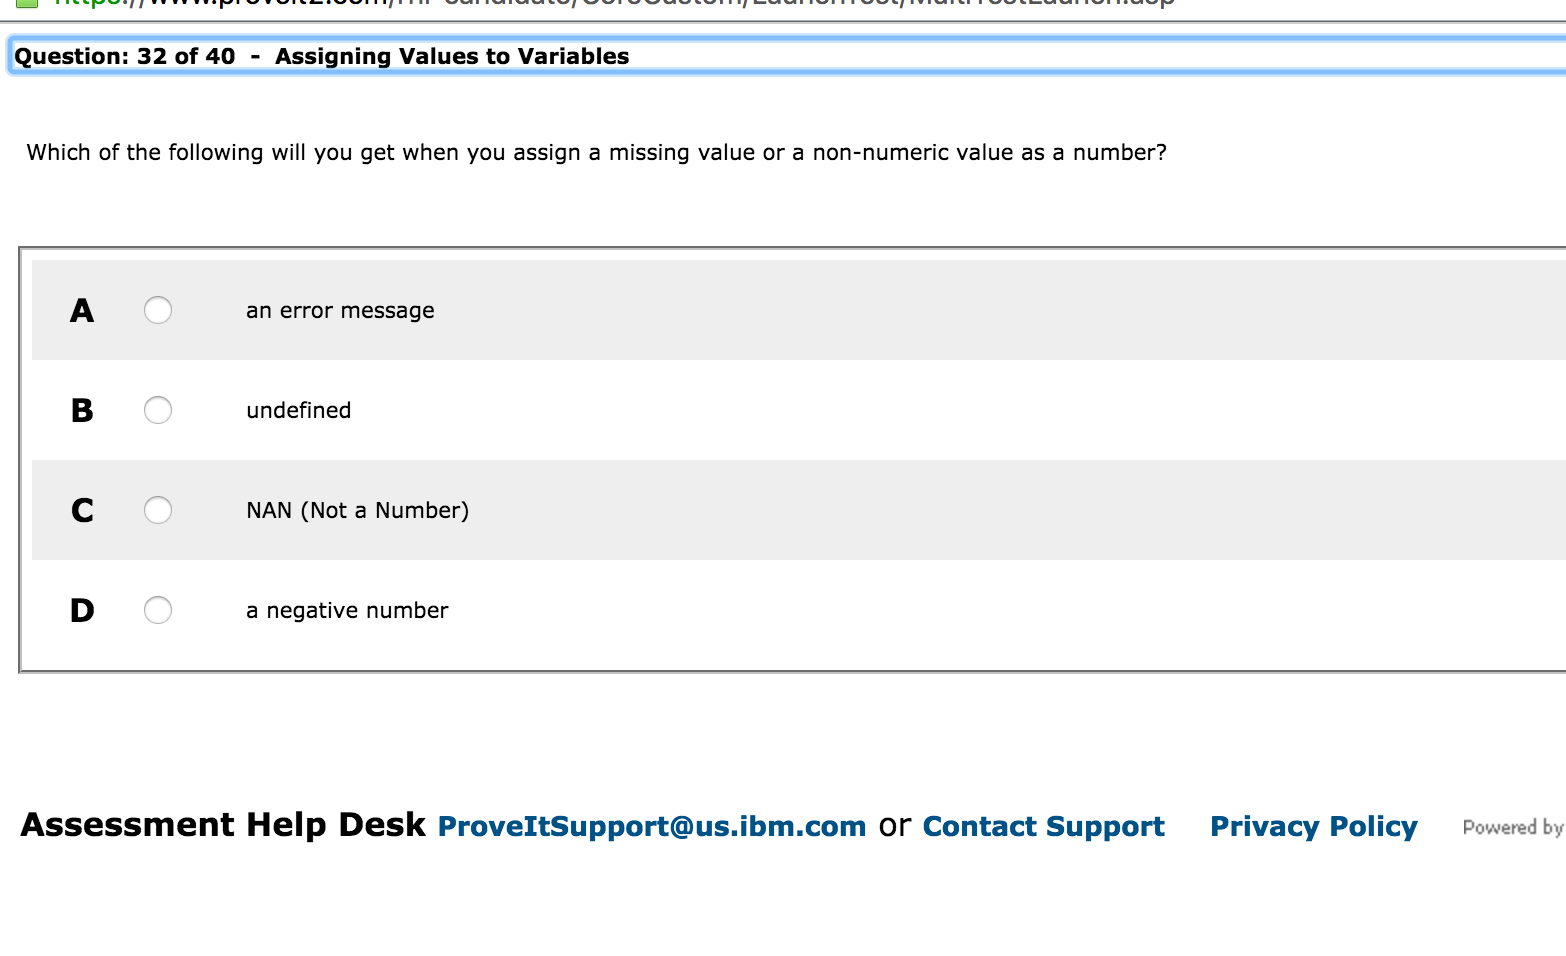 Question: 32 of 40 - Assigning Values to Variables
Which of the following will you get when you assign a missing value or a non-numeric value as a number?
A an error message
B undefined
C NAN (Not a Number)
D a negative number
Assessment Help Desk ProveItSupport@us.ibm.com or Contact Support Privacy Policy Powered by